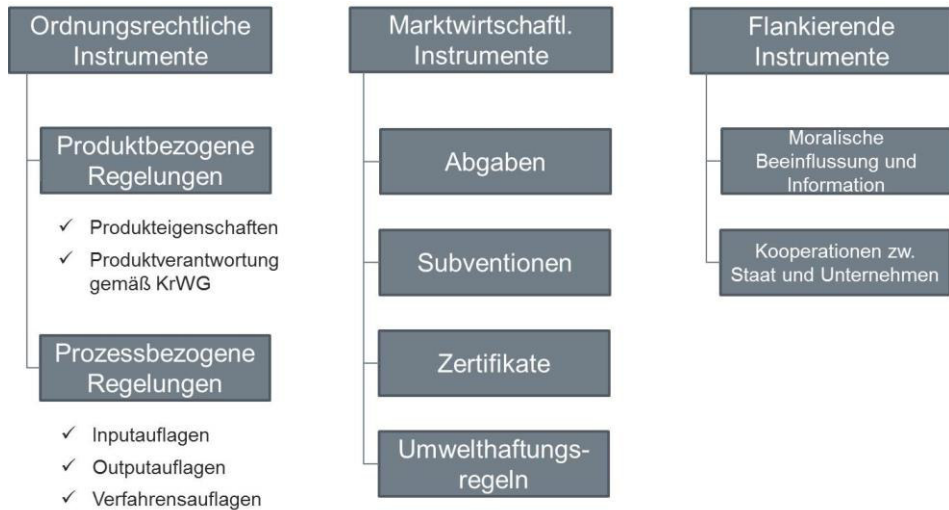 Ordnungsrechtliche
Instrumente
Produktbezogene
Regelungen
Produkteigenschaften
Produktverantwortung
gemäß KrWG
Prozessbezogene
Regelungen
Inputauflagen
Outputauflagen
Verfahrensauflagen
Marktwirtschaftl.
Instrumente
Abgaben
Subventionen
Zertifikate
Umwelthaftungs-
regeln
Flankierende
Instrumente
Moralische
Beeinflussung und
Information
Kooperationen zw.
Staat und Unternehmen